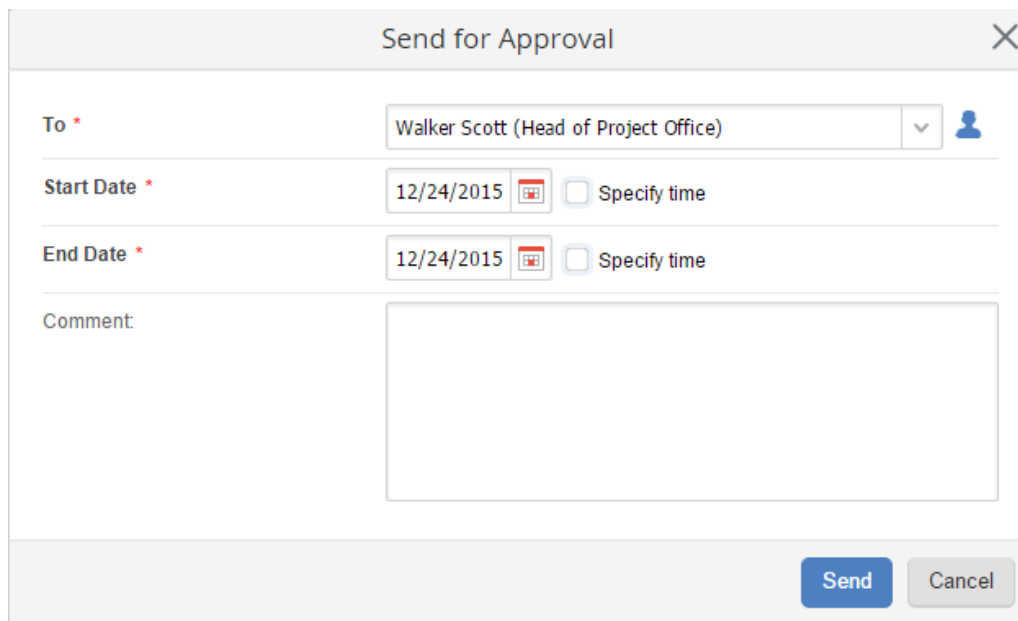 Send for Approval
To *
Walker Scott (Head of Project Office)
Start Date *
12/24/2015
Specify time
End Date *
12/24/2015
Specify time
Comment:
Send
Cancel